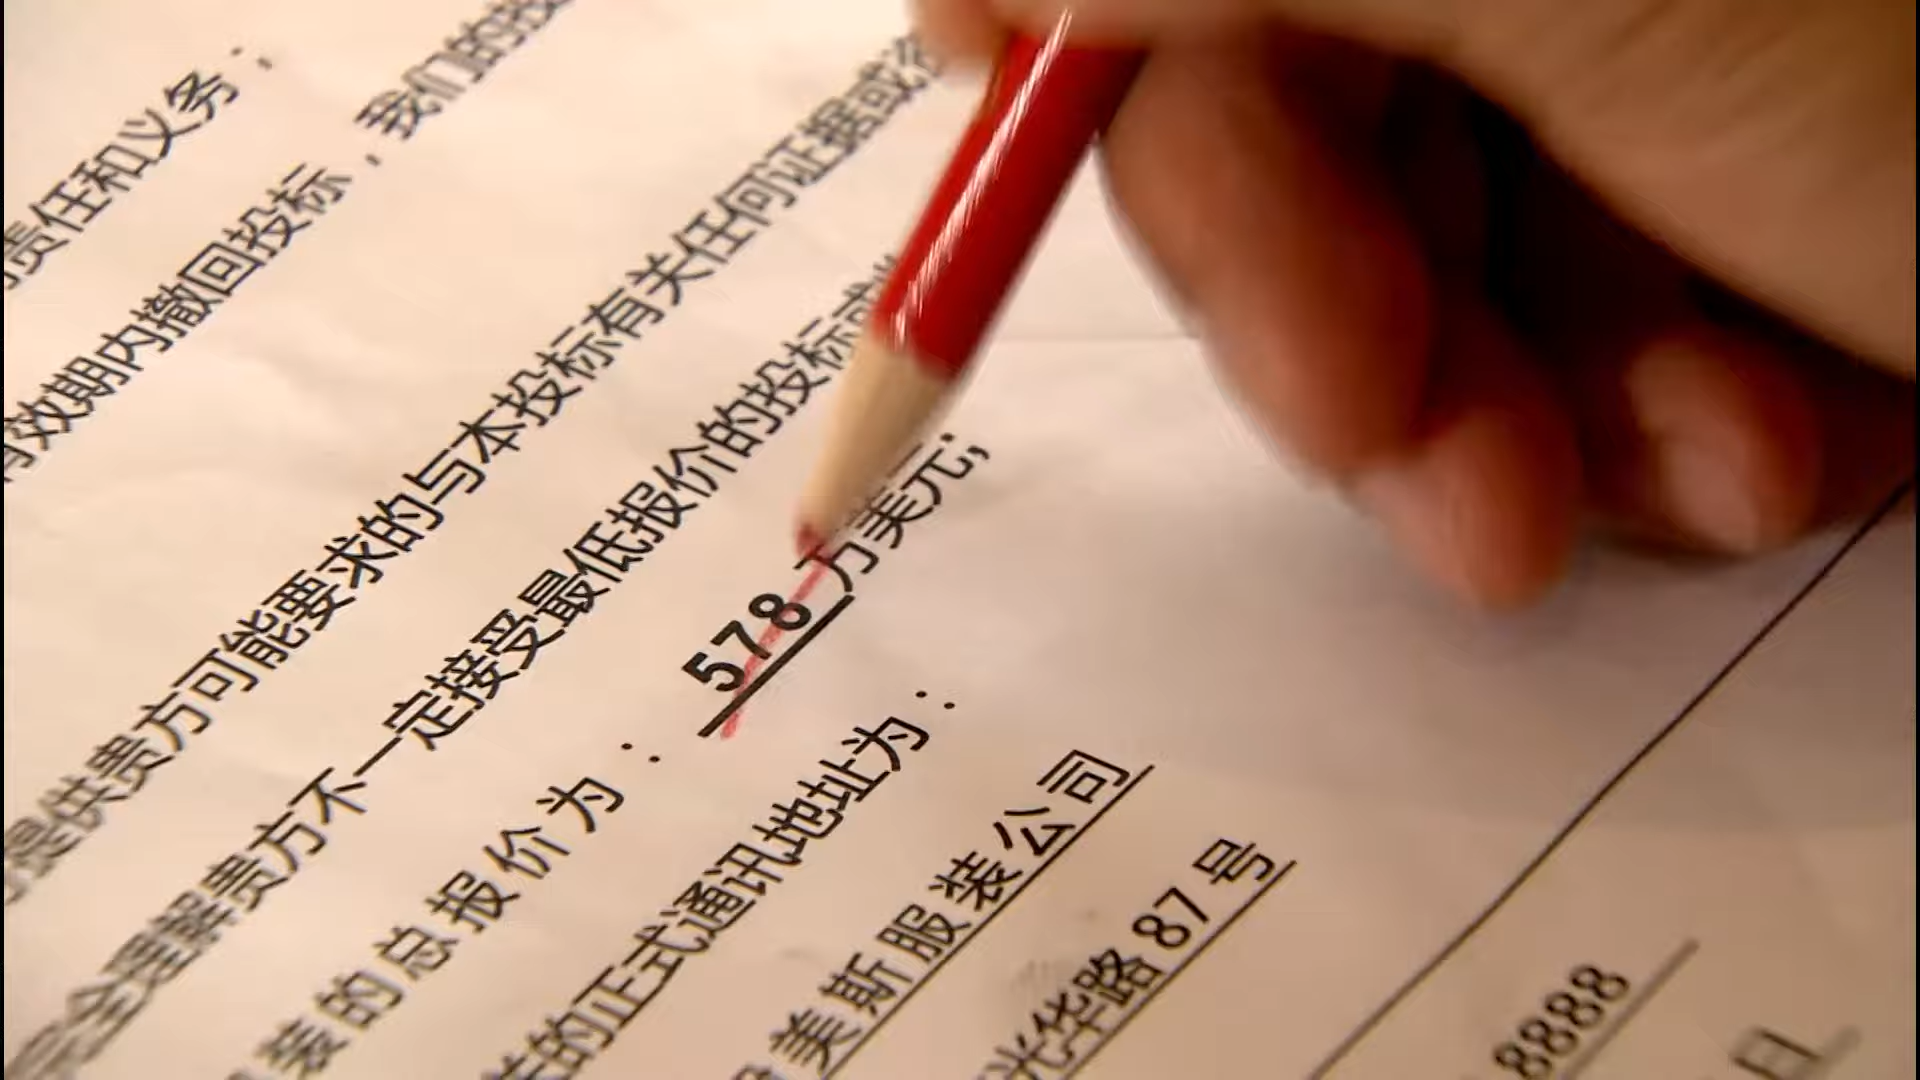 责任和义务；
有效期内撤回投标，我们的投
提供贵方可能要求的与本投标有关任何证据或
完全理解贵方不一定接受最低报价的投标或
装的总报价为：578万美元;
的正式通讯地址为：
美斯服装公司
光华路87号
8888
日